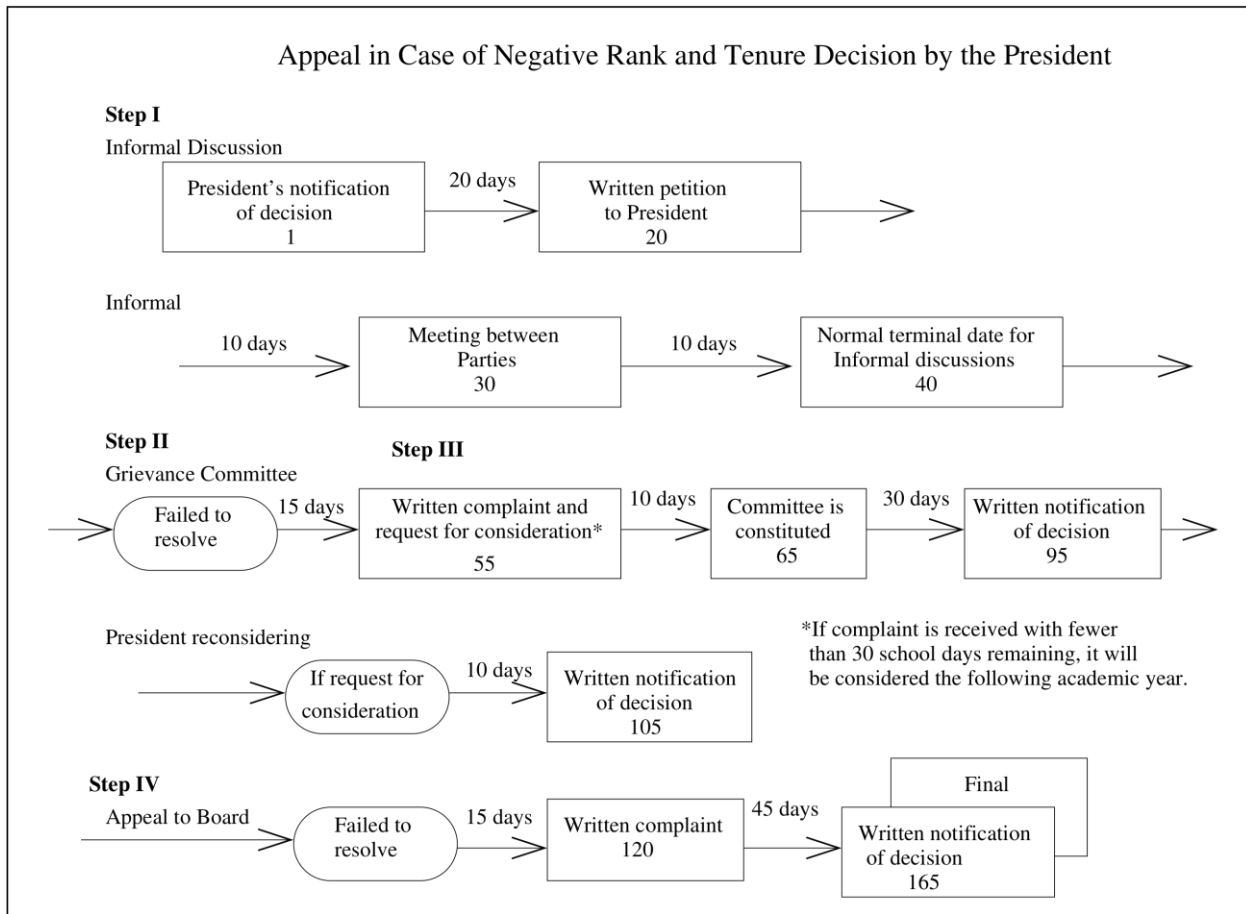 Appeal in Case of Negative Rank and Tenure Decision by the President
Step I
Informal Discussion
President's notification
of decision
1
20 days
Written petition
to President
20
Informal
10 days
Meeting between
Parties
30
10 days
Normal terminal date for
Informal discussions
40
Step II
Grievance Committee
Step III
Failed to
resolve
15 days
Written complaint and
request for consideration*
55
10 days
Committee is
constituted
65
30 days
Written notification
of decision
95
President reconsidering
If request for
consideration
10 days
Written notification
of decision
105
*If complaint is received with fewer
than 30 school days remaining, it will
be considered the following academic year.
Step IV
Appeal to Board
Failed to
resolve
15 days
Written complaint
120
45 days
Final
Written notification
of decision
165